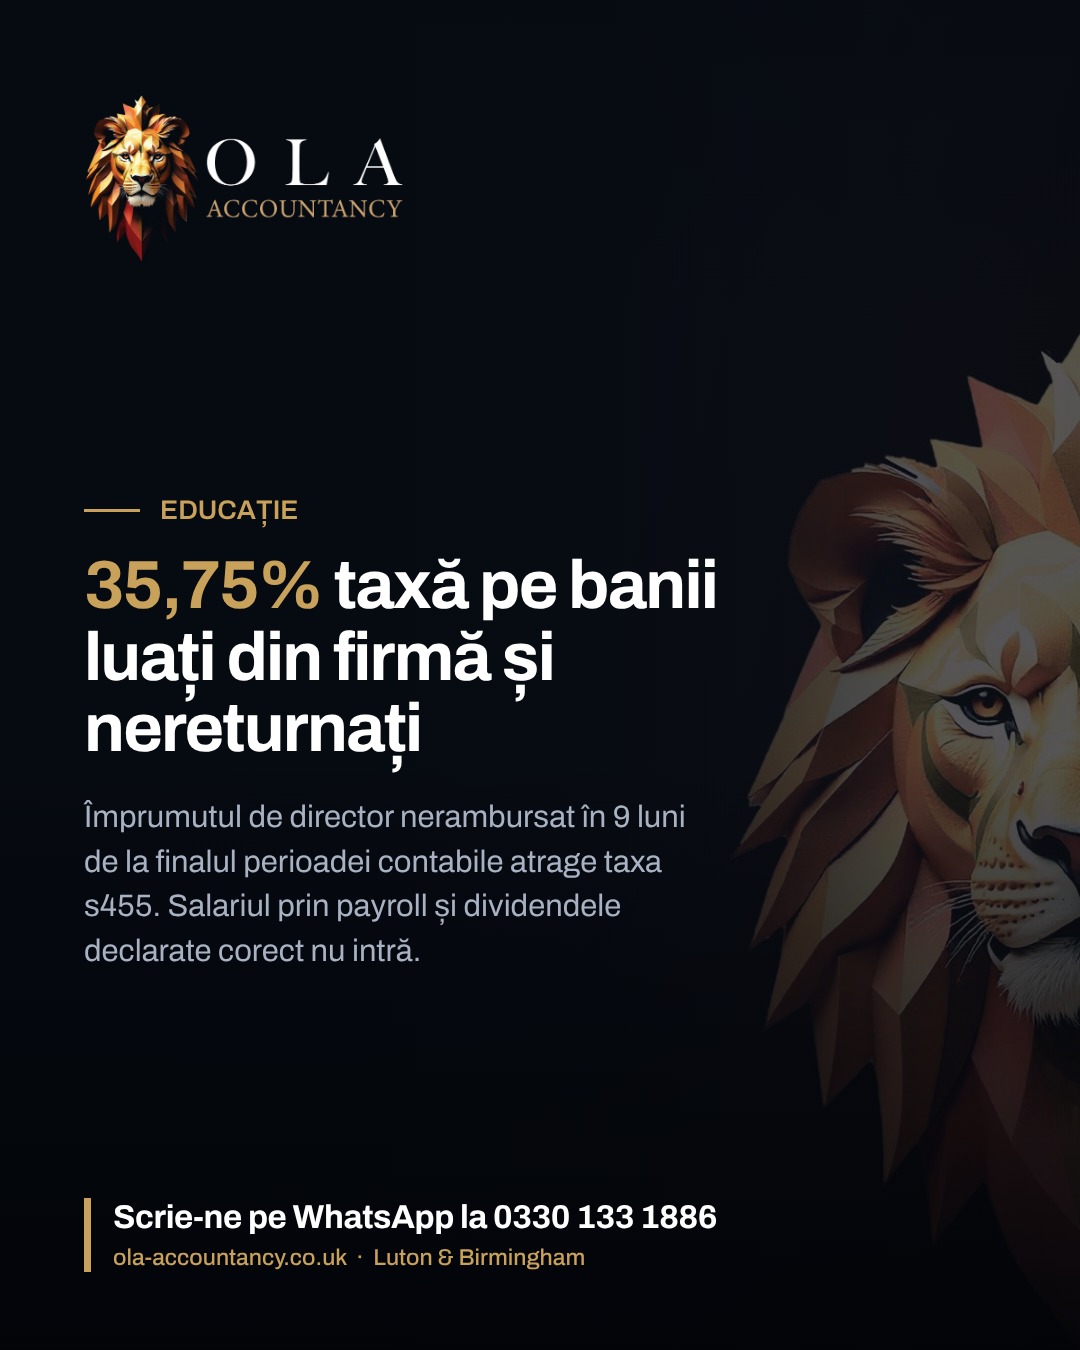 OLA
ACCOUNTANCY
EDUCAȚIE
35,75% taxă pe banii
luați din firmă și
nereturnați
Împrumutul de director nerambursat în 9 luni
de la finalul perioadei contabile atrage taxa
s455. Salariul prin payroll și dividendele
declarate corect nu intră.
Scrie-ne pe WhatsApp la 0330 133 1886
ola-accountancy.co.uk · Luton & Birmingham